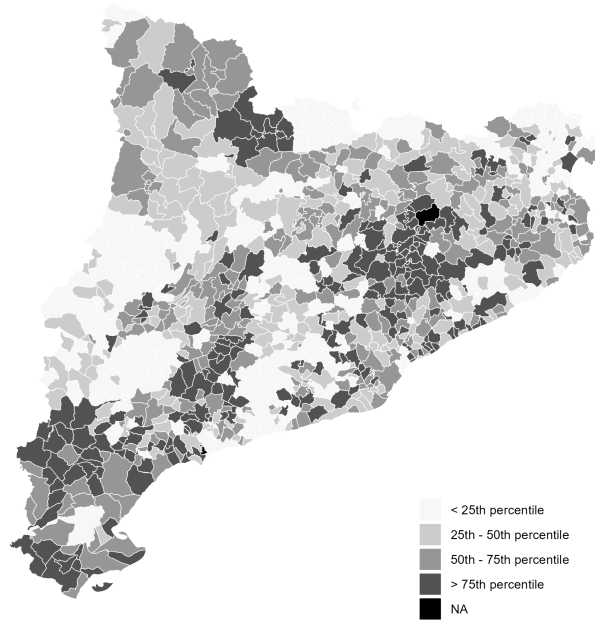 < 25th percentile
25th - 50th percentile
50th - 75th percentile
> 75th percentile
NA